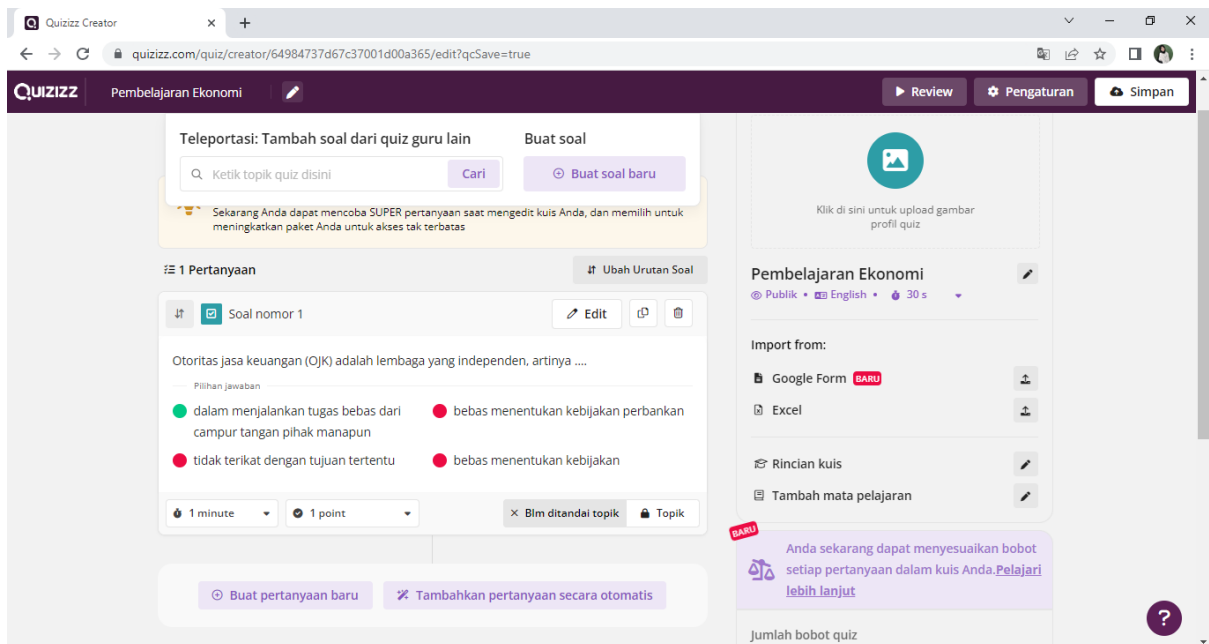 Quizizz Creator
quizizz.com/quiz/creator/64984737d67c37001d00a365/edit?qcSave=true
QUIZIZZ
Pembelajaran Ekonomi
Review
Pengaturan
Simpan
Teleportasi: Tambah soal dari quiz guru lain
Buat soal
Ketik topik quiz disini
Cari
Buat soal baru
Sekarang Anda dapat mencoba SUPER pertanyaan saat mengedit kuis Anda, dan memilih untuk
meningkatkan paket Anda untuk akses tak terbatas
1 Pertanyaan
Ubah Urutan Soal
Soal nomor 1
Edit
Otoritas jasa keuangan (OJK) adalah lembaga yang independen, artinya ....
Pilihan jawaban
dalam menjalankan tugas bebas dari
campur tangan pihak manapun
bebas menentukan kebijakan perbankan
tidak terikat dengan tujuan tertentu
bebas menentukan kebijakan
1 minute
1 point
Blm ditandai topik
Topik
Buat pertanyaan baru
Tambahkan pertanyaan secara otomatis
Klik di sini untuk upload gambar
profil quiz
Pembelajaran Ekonomi
Publik • English • 30 s
Import from:
Google Form BARU
Excel
Rincian kuis
Tambah mata pelajaran
BARU
Anda sekarang dapat menyesuaikan bobot
setiap pertanyaan dalam kuis Anda.Pelajari
lebih lanjut
Jumlah bobot quiz
?